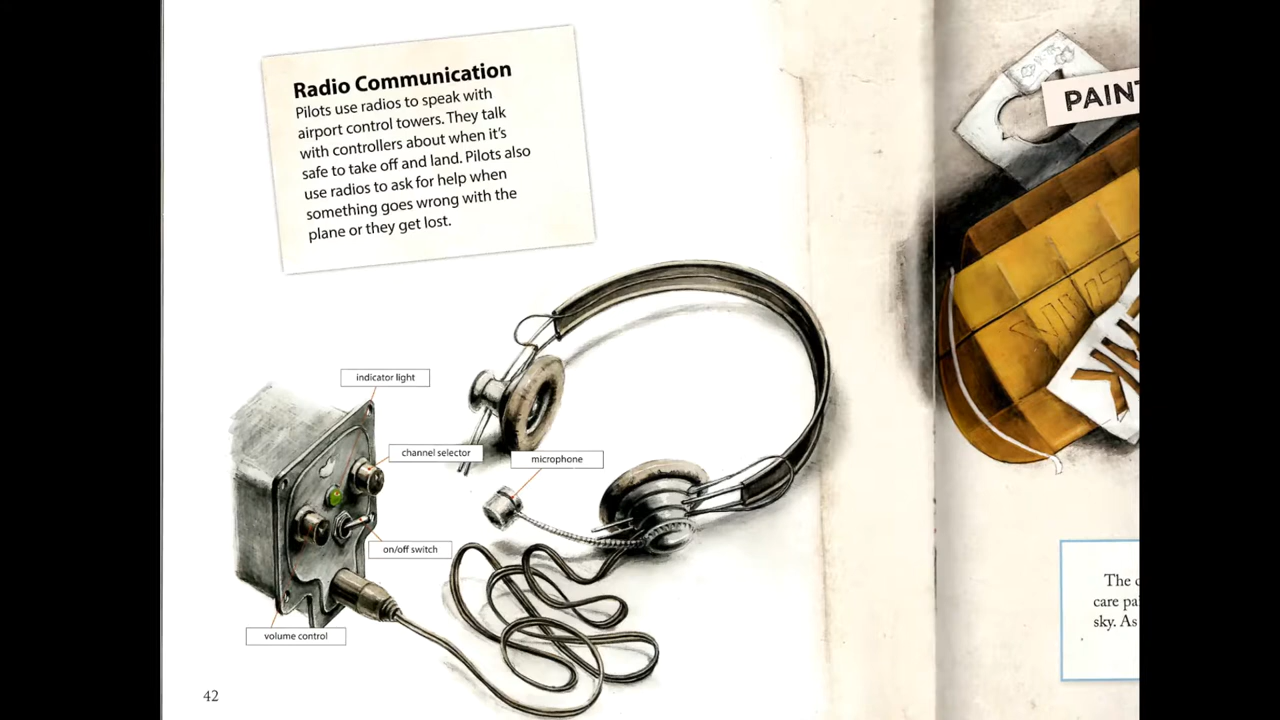 Radio Communication
Pilots use radios to speak with
airport control towers. They talk
with controllers about when it's
safe to take off and land. Pilots also
use radios to ask for help when
something goes wrong with the
plane or they get lost.
indicator light
channel selector
microphone
on/off switch
volume control
42
PAINT
The
care
sky. As